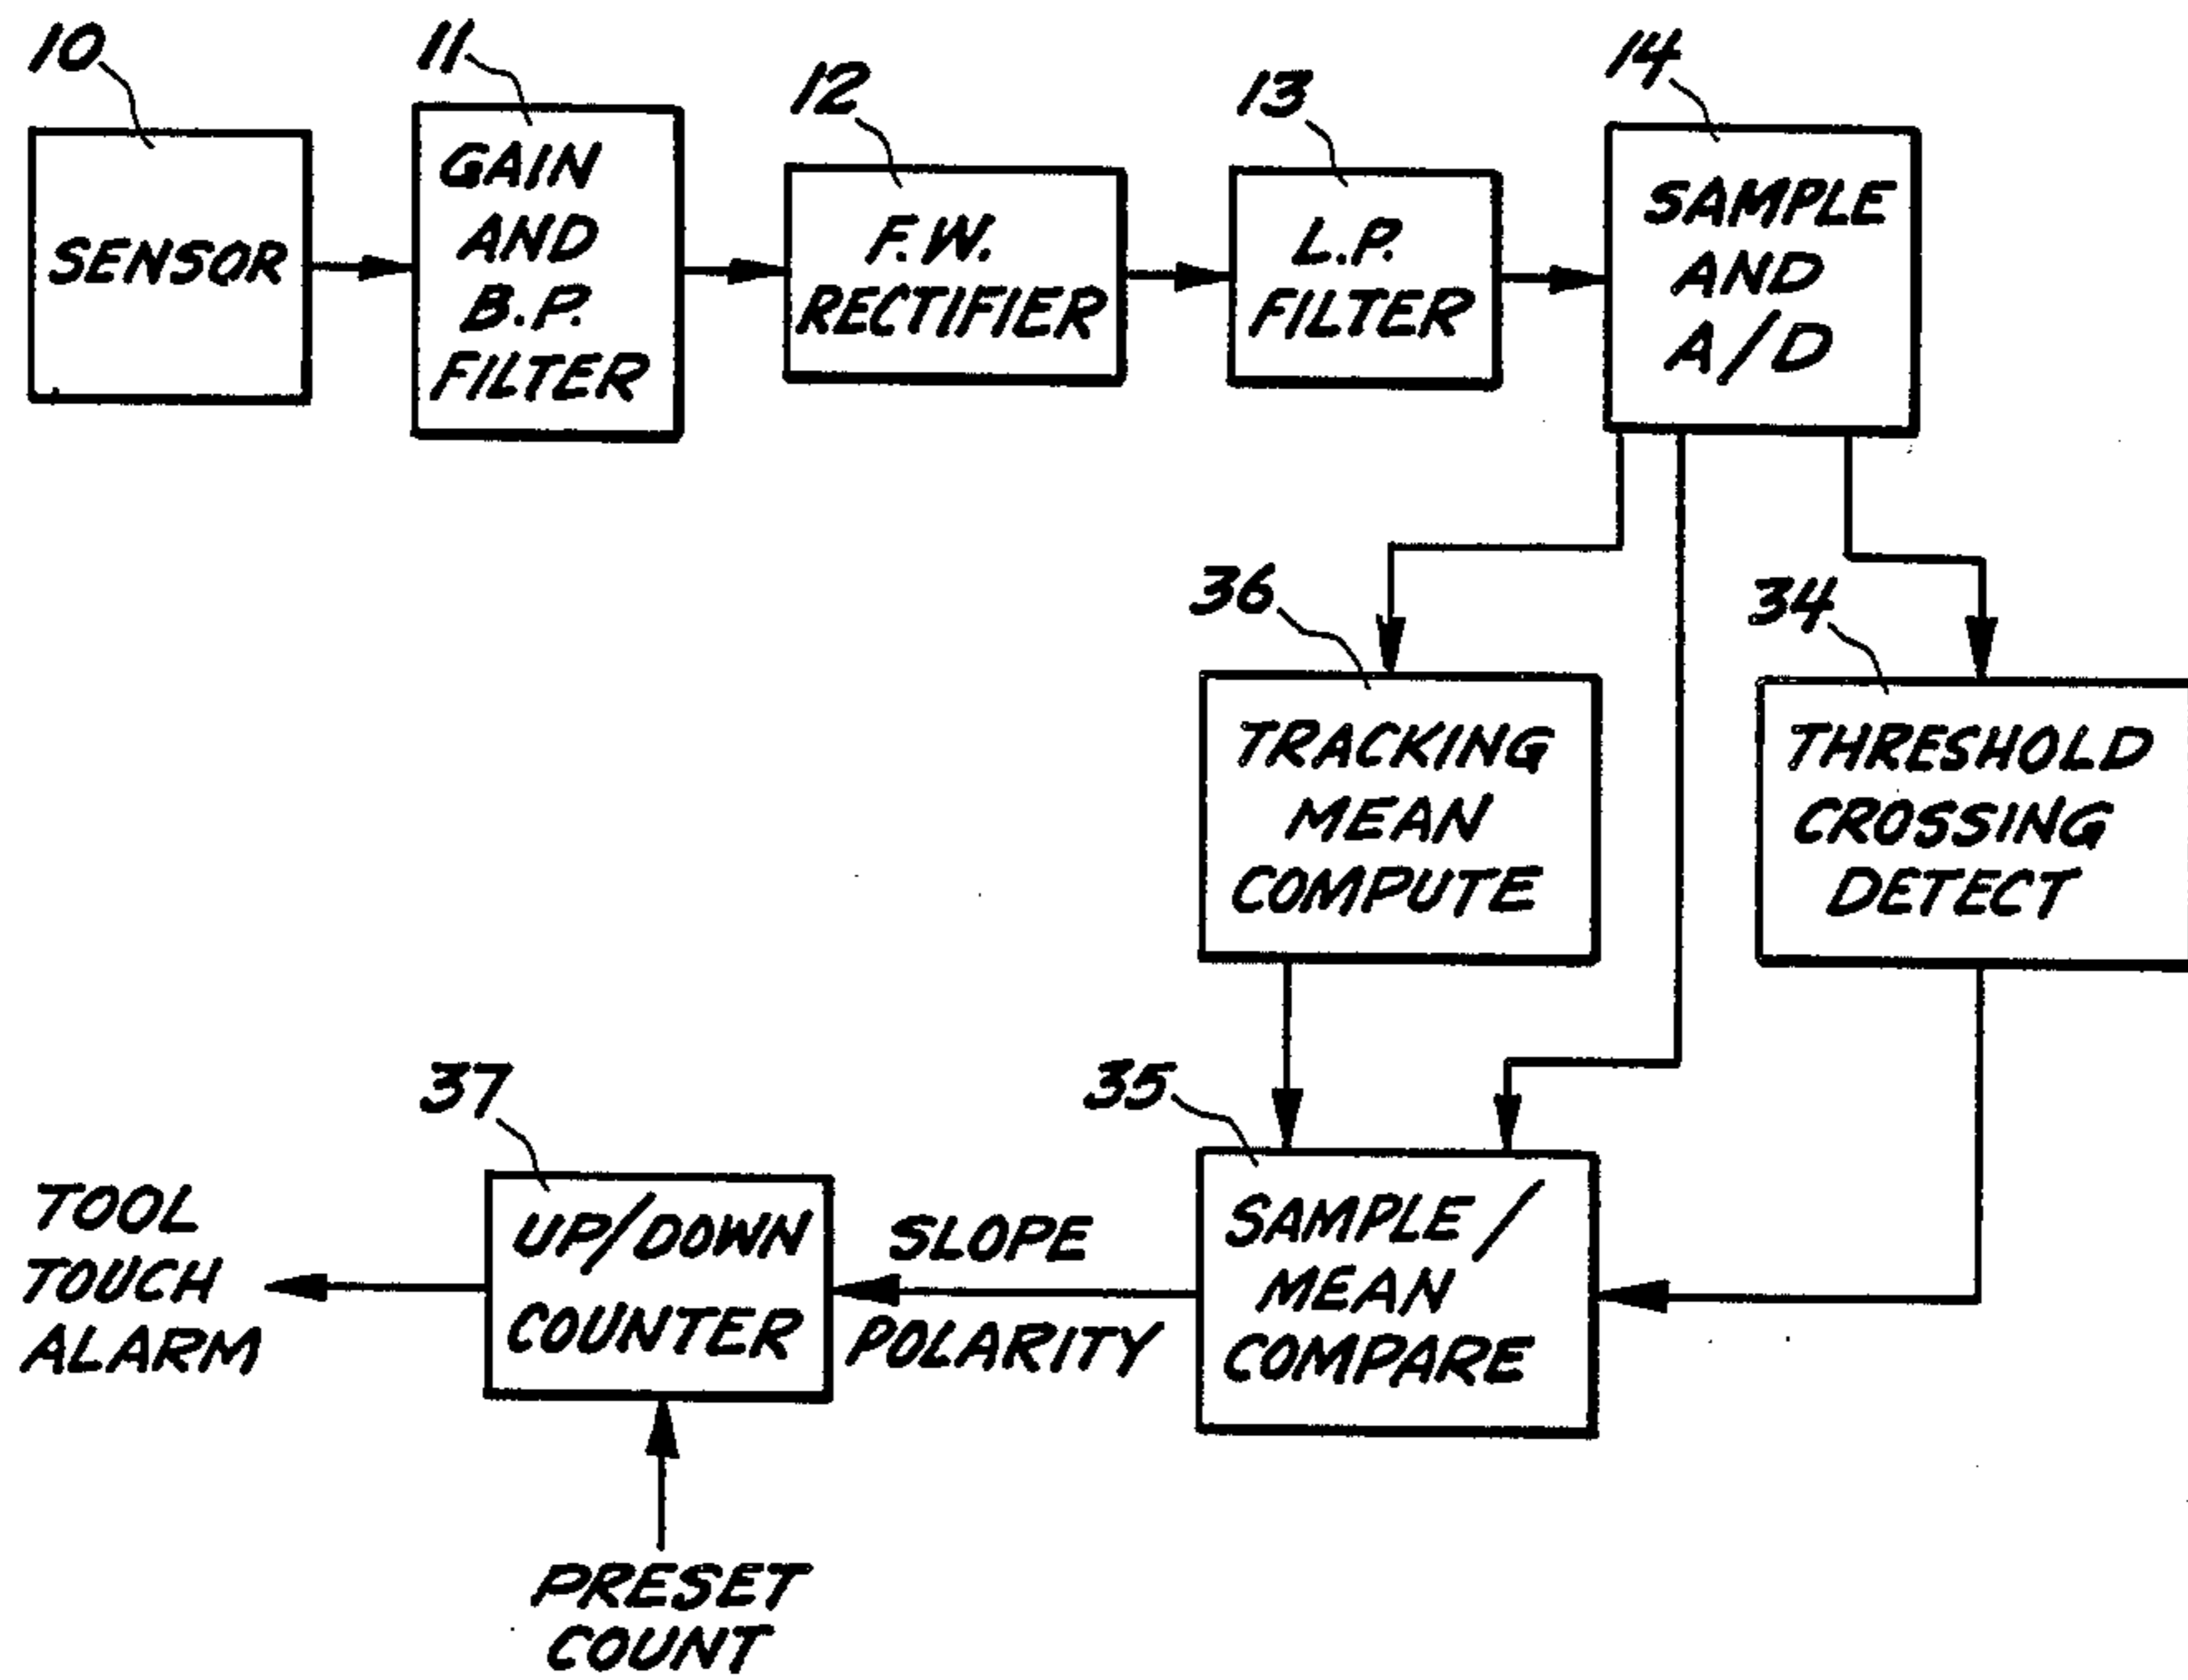 10
SENSOR
11
GAIN
AND
B.P.
FILTER
12
F.W.
RECTIFIER
13
L.P.
FILTER
14
SAMPLE
AND
A/D
36
TRACKING
MEAN
COMPUTE
34
THRESHOLD
CROSSING
DETECT
35
SAMPLE/
MEAN
COMPARE
SLOPE
POLARITY
37
UP/DOWN
COUNTER
TOOL
TOUCH
ALARM
PRESET
COUNT